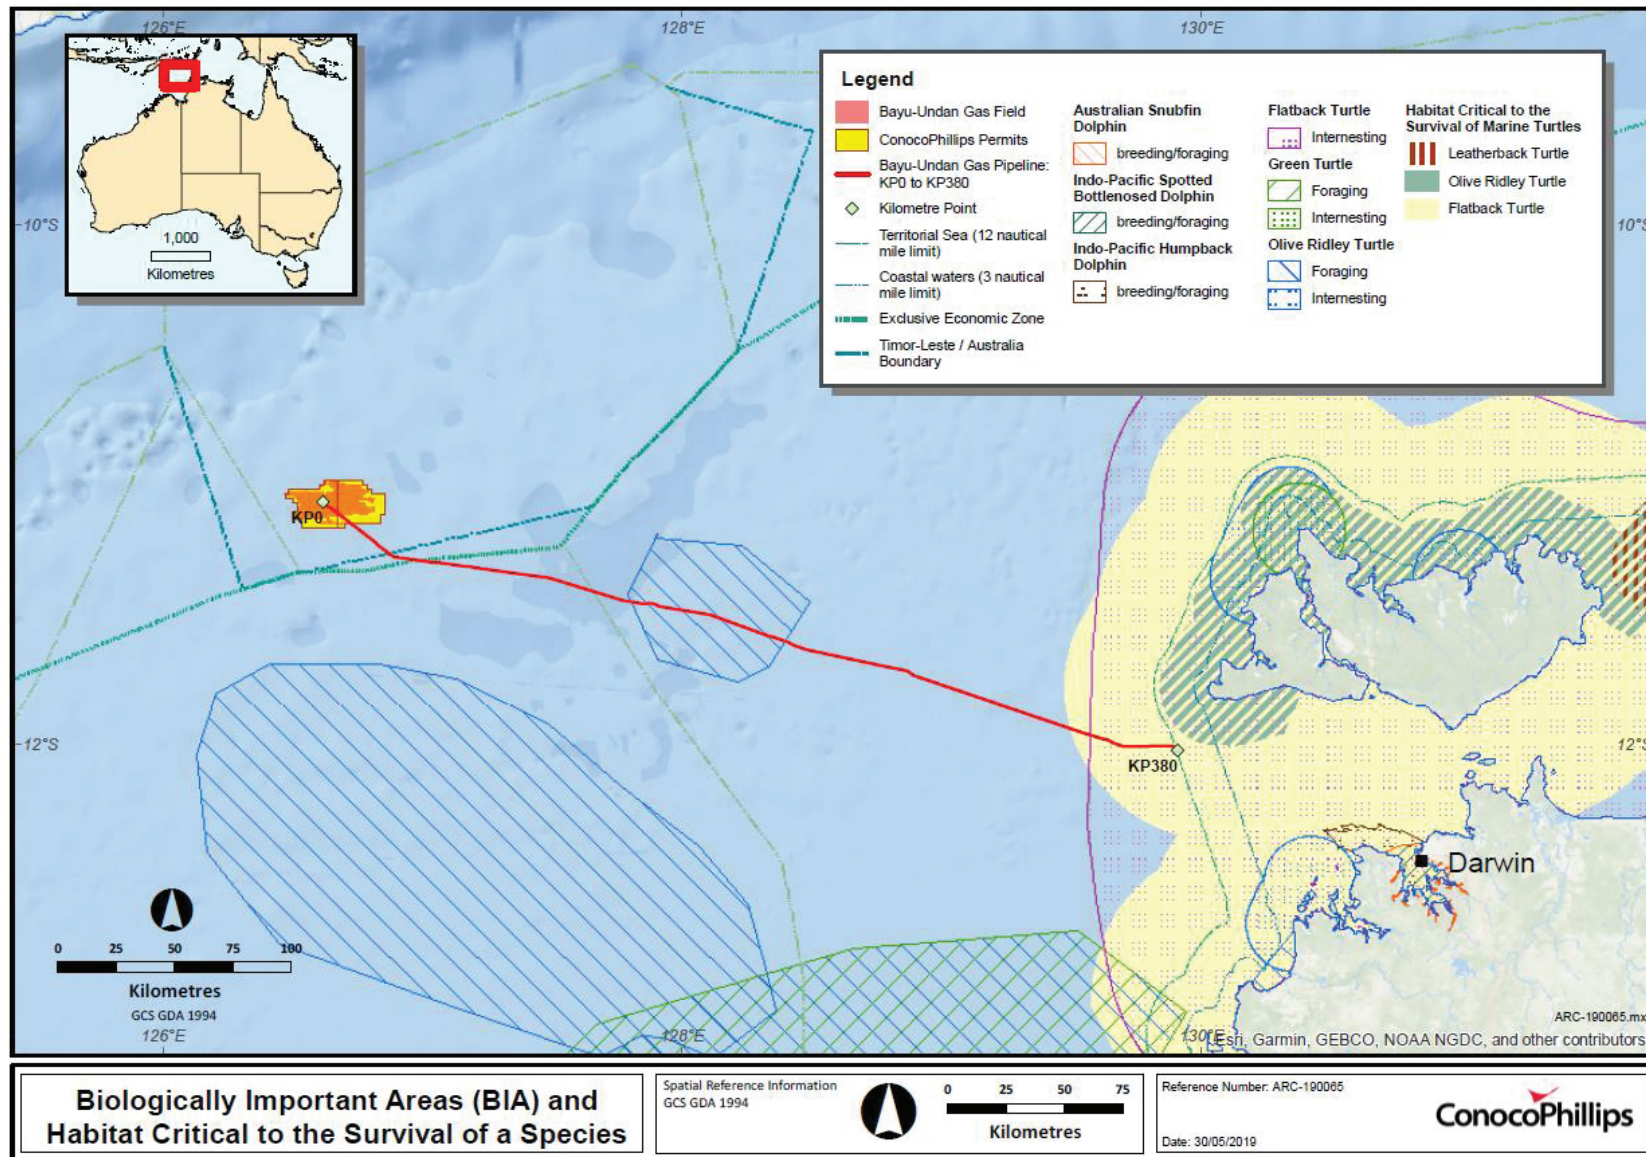 126°E
128°E
130°E
10°S
10°S
12°S
12°S
126°E
128°E
130°E
1,000
Kilometres
Legend
Bayu-Undan Gas Field
ConocoPhillips Permits
Bayu-Undan Gas Pipeline:
KP0 to KP380
Kilometre Point
Territorial Sea (12 nautical
mile limit)
Coastal waters (3 nautical
mile limit)
Exclusive Economic Zone
Timor-Leste / Australia
Boundary
Australian Snubfin
Dolphin
breeding/foraging
Indo-Pacific Spotted
Bottlenosed Dolphin
breeding/foraging
Indo-Pacific Humpback
Dolphin
breeding/foraging
Flatback Turtle
Internesting
Green Turtle
Foraging
Internesting
Olive Ridley Turtle
Foraging
Internesting
Habitat Critical to the
Survival of Marine Turtles
Leatherback Turtle
Olive Ridley Turtle
Flatback Turtle
KP0
KP380
Darwin
0 25 50 75 100
Kilometres
GCS GDA 1994
ARC-190065.mx
Esri, Garmin, GEBCO, NOAA NGDC, and other contributors
Biologically Important Areas (BIA) and
Habitat Critical to the Survival of a Species
Spatial Reference Information
GCS GDA 1994
0 25 50 75
Kilometres
Reference Number: ARC-190065
Date: 30/05/2019
ConocoPhillips